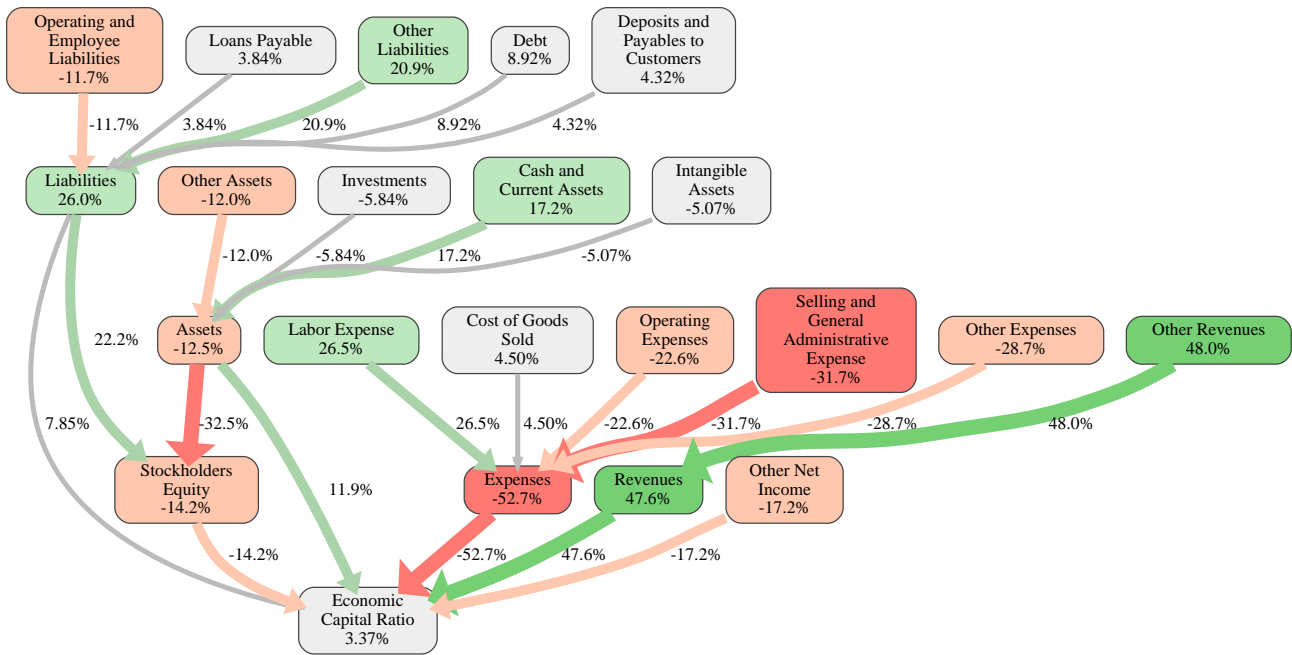 Operating and
Employee
Liabilities
-11.7%
Loans Payable
3.84%
Other
Liabilities
20.9%
Debt
8.92%
Deposits and
Payables to
Customers
4.32%
-11.7%
3.84%
20.9%
8.92%
4.32%
Liabilities
26.0%
Other Assets
-12.0%
Investments
-5.84%
Cash and
Current Assets
17.2%
Intangible
Assets
-5.07%
-12.0%
-5.84%
17.2%
-5.07%
22.2%
Assets
-12.5%
Labor Expense
26.5%
Cost of Goods
Sold
4.50%
Operating
Expenses
-22.6%
Selling and
General
Administrative
Expense
-31.7%
Other Expenses
-28.7%
Other Revenues
48.0%
7.85%
-32.5%
26.5%
4.50%
-22.6%
-31.7%
-28.7%
48.0%
Stockholders
Equity
-14.2%
11.9%
Expenses
-52.7%
Revenues
47.6%
Other Net
Income
-17.2%
-14.2%
-52.7%
47.6%
-17.2%
Economic
Capital Ratio
3.37%